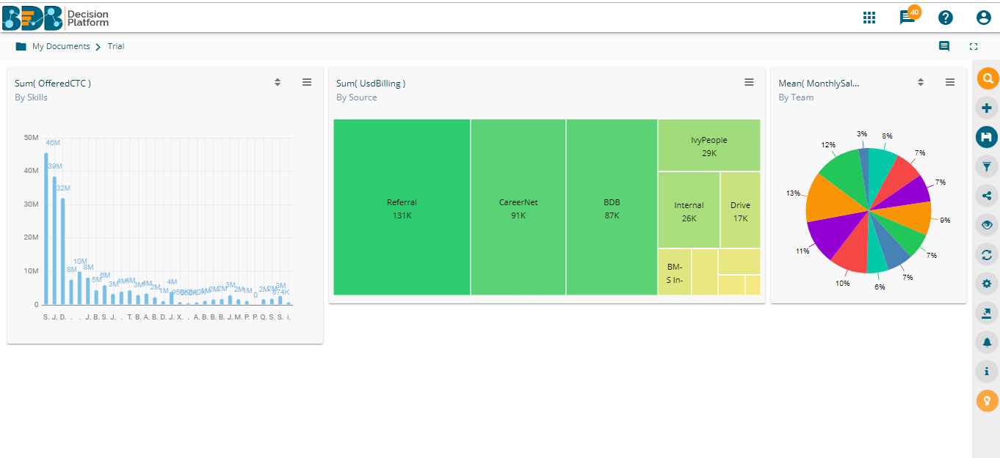 BDB Decision Platform
40
My Documents > Trial
Sum( OfferedCTC )
By Skills
50M
46M
40M
39M
32M
30M
20M
10M
10M
8M
8M
5M
6M
3M
4M
4M
3M
4M
2M
1M
4M
1M
2M
2M
3M
2M
1M
0
2M
2M
3M
874K
0
S. J. D. . . J. B. S. J. . T. B. A. B. D. J. X. . A. B. B. B. J. M. P. P. Q. S. S. i.
Sum( UsdBilling )
By Source
Referral
131K
CareerNet
91K
BDB
87K
IvyPeople
29K
Internal
26K
Drive
17K
BM-
S In-
Mean( MonthlySal...
By Team
3%
8%
12%
7%
7%
13%
9%
11%
7%
10%
7%
6%